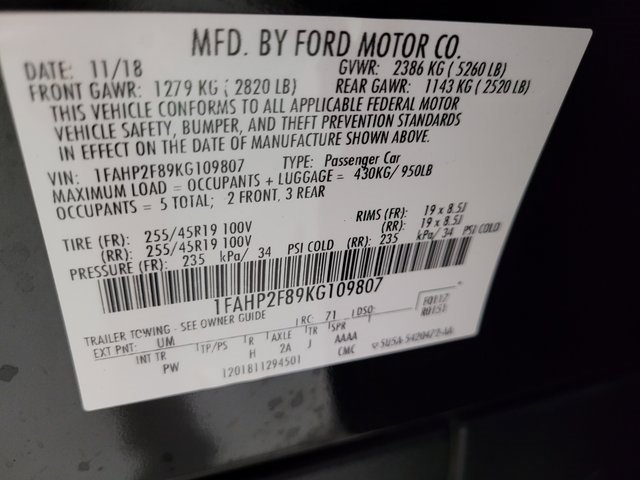 MFD. BY FORD MOTOR CO.
DATE: 11/18 GVWR: 2386 KG ( 5260 LB)
FRONT GAWR: 1279 KG ( 2820 LB) REAR GAWR: 1143 KG ( 2520 LB)
THIS VEHICLE CONFORMS TO ALL APPLICABLE FEDERAL MOTOR
VEHICLE SAFETY, BUMPER, AND THEFT PREVENTION STANDARDS
IN EFFECT ON THE DATE OF MANUFACTURE SHOWN ABOVE.
VIN: 1FAHP2F89KG109807 TYPE: Passenger Car
MAXIMUM LOAD = OCCUPANTS + LUGGAGE = 430KG/ 950LB
OCCUPANTS = 5 TOTAL; 2 FRONT, 3 REAR
TIRE (FR): 255/45R19 100V RIMS (FR): 19 x 8.5J
(RR): 255/45R19 100V (RR): 19 x 8.5J
PRESSURE (FR): 235 kPa/ 34 PSI COLD (RR): 235 kPa/ 34 PSI COLD
1FAHP2F89KG109807
TRAILER TOWING - SEE OWNER GUIDE RC: 71 DSO: F0117
EXT PNT: UM R0151
INT TR TP/PS R AXLE TR SPR
PW H 2A J AAAA
CMC
1201811294501